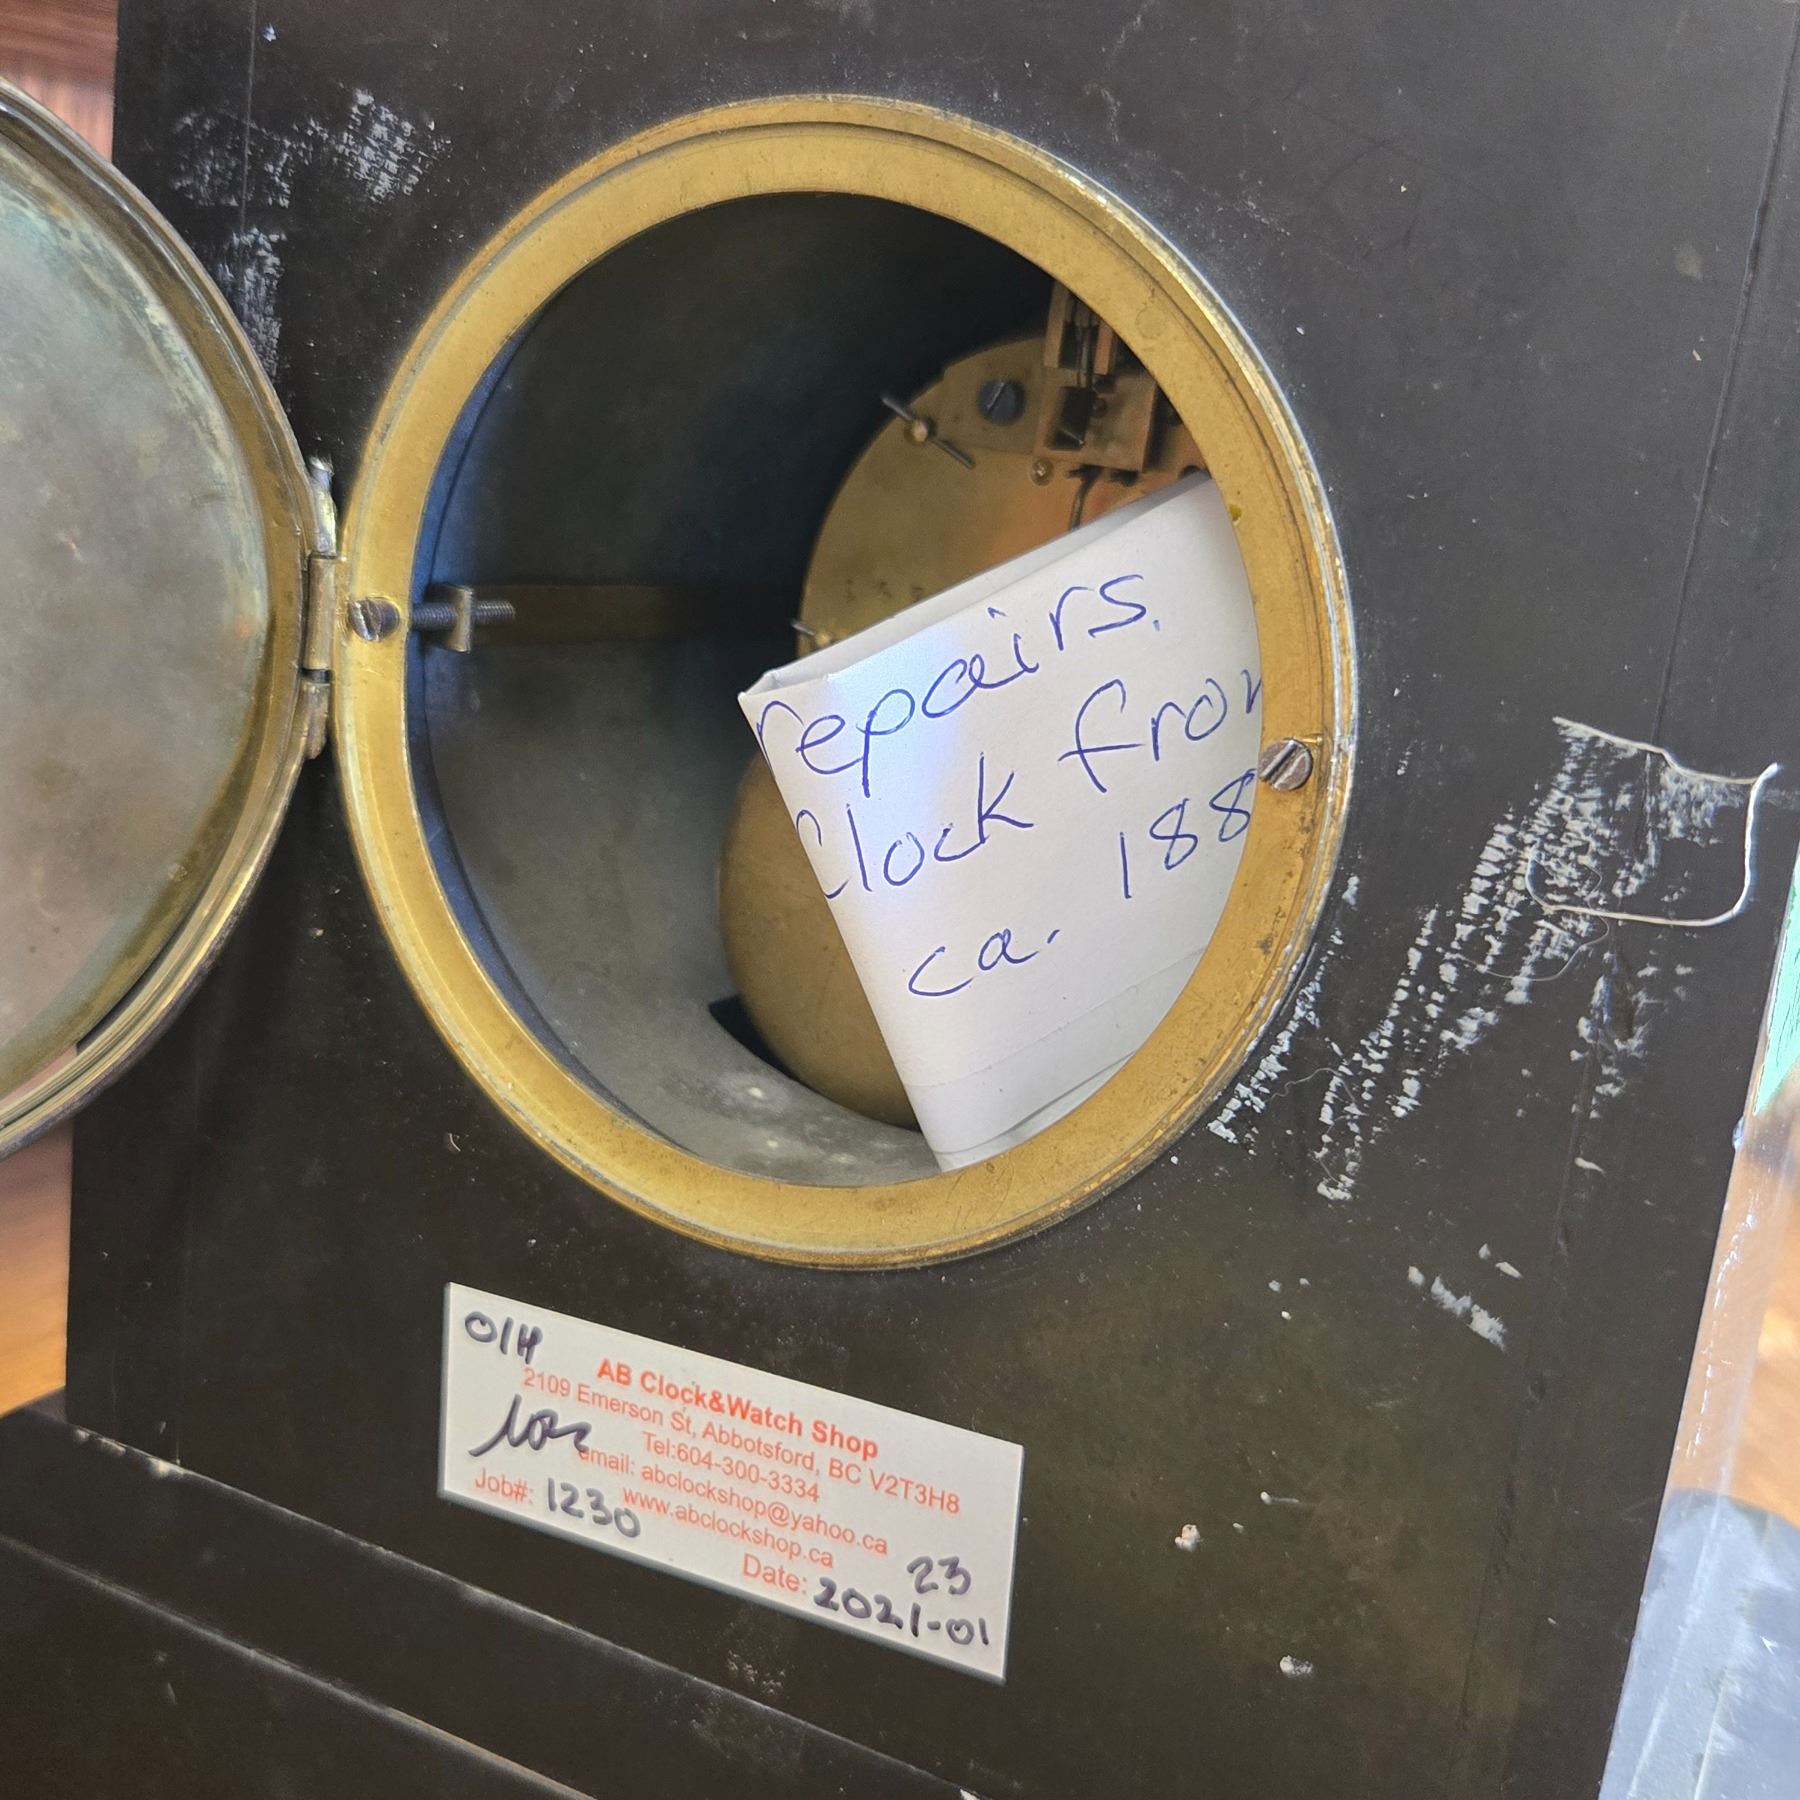 repairs.
Clock from
ca. 188
O/H
AB Clock&Watch Shop
2109 Emerson St, Abbotsford, BC V2T3H8
Tel:604-300-3334
email: abclockshop@yahoo.ca
www.abclockshop.ca
Job#: 1230
23
Date: 2021-01